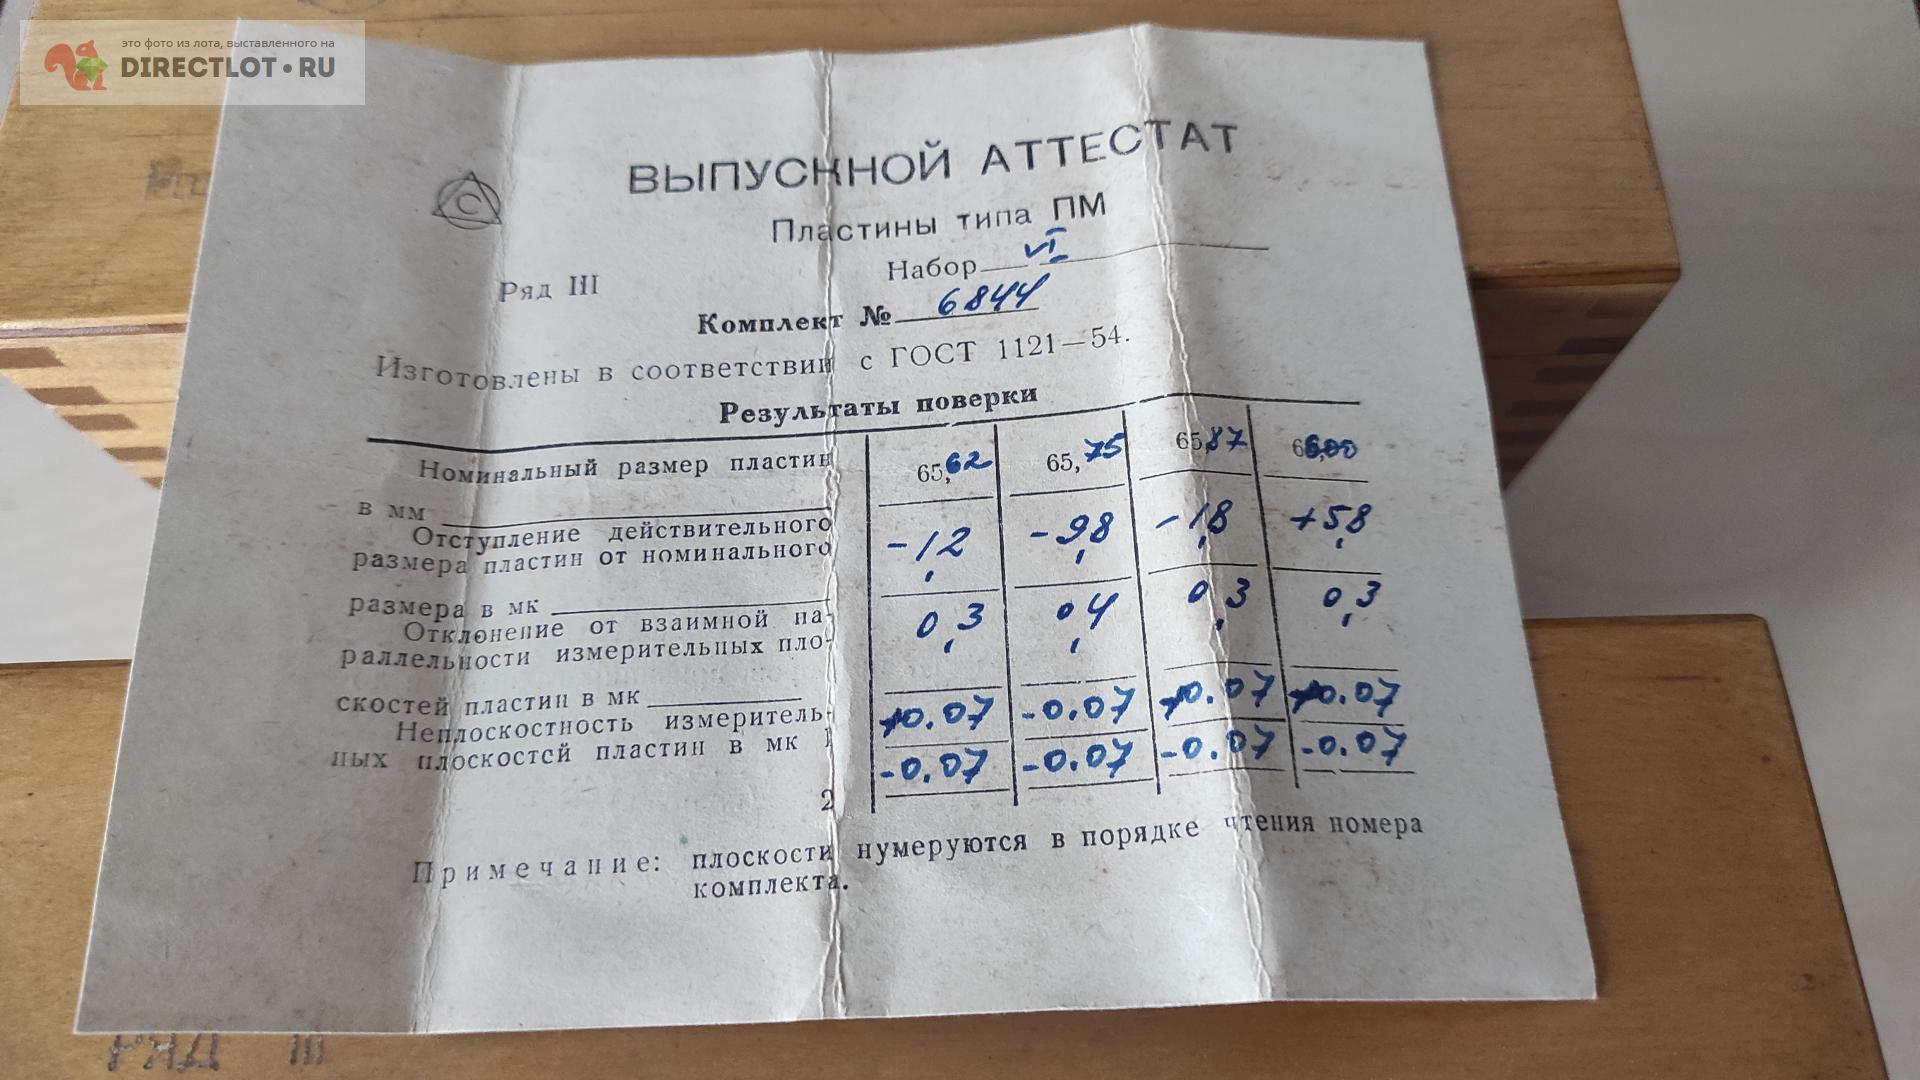 это фото из лота, выставленного на
DIRECTLOT•RU
С
ВЫПУСКНОЙ АТТЕСТАТ
Пластины типа ПМ
Ряд III
Набор VI
Комплект № 6844
Изготовлены в соответствии с ГОСТ 1121—54.
Результаты поверки
Номинальный размер пластин
в мм
65,62 65,75 65,87 66,00
Отступление действительного
размера пластин от номинального
размера в мк
-1,2 -9,8 -1,8 +5,8
Отклонение от взаимной па-
раллельности измерительных пло-
скостей пластин в мк
0,3 0,4 0,3 0,3
Неплоскостность измеритель-
ных плоскостей пластин в мк 1
0.07 -0.07 0.07 0.07
2
-0.07 -0.07 -0.07 -0.07
Примечание: плоскости нумеруются в порядке чтения номера
комплекта.
РЯД III